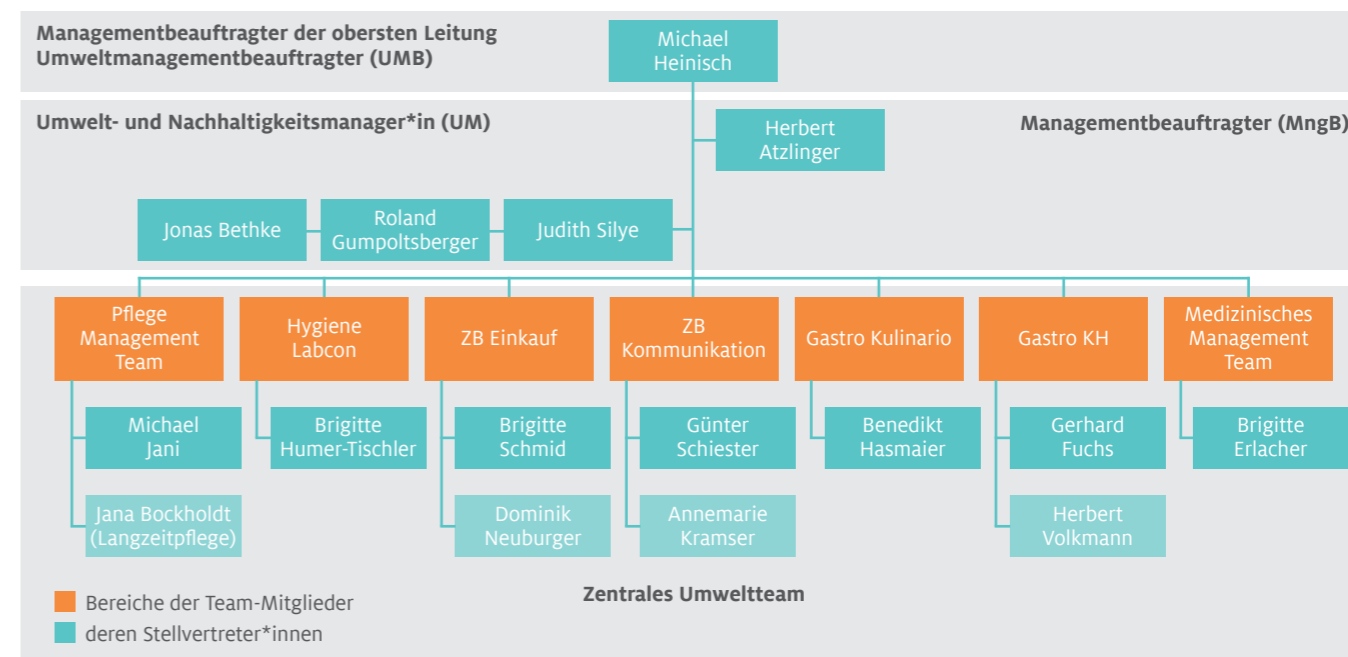 Managementbeauftragter der obersten Leitung
Umweltmanagementbeauftragter (UMB)
Michael
Heinisch
Umwelt- und Nachhaltigkeitsmanager*in (UM)
Managementbeauftragter (MngB)
Herbert
Atzlinger
Jonas Bethke
Roland
Gumpoltsberger
Judith Silye
Pflege
Management
Team
Hygiene
Labcon
ZB Einkauf
ZB
Kommunikation
Gastro Kulinario
Gastro KH
Medizinisches
Management
Team
Michael
Jani
Brigitte
Humer-Tischler
Brigitte
Schmid
Günter
Schiester
Benedikt
Hasmaier
Gerhard
Fuchs
Brigitte
Erlacher
Jana Bockholdt
(Langzeitpflege)
Dominik
Neuburger
Annemarie
Kramser
Herbert
Volkmann
Zentrales Umweltteam
Bereiche der Team-Mitglieder
deren Stellvertreter*innen